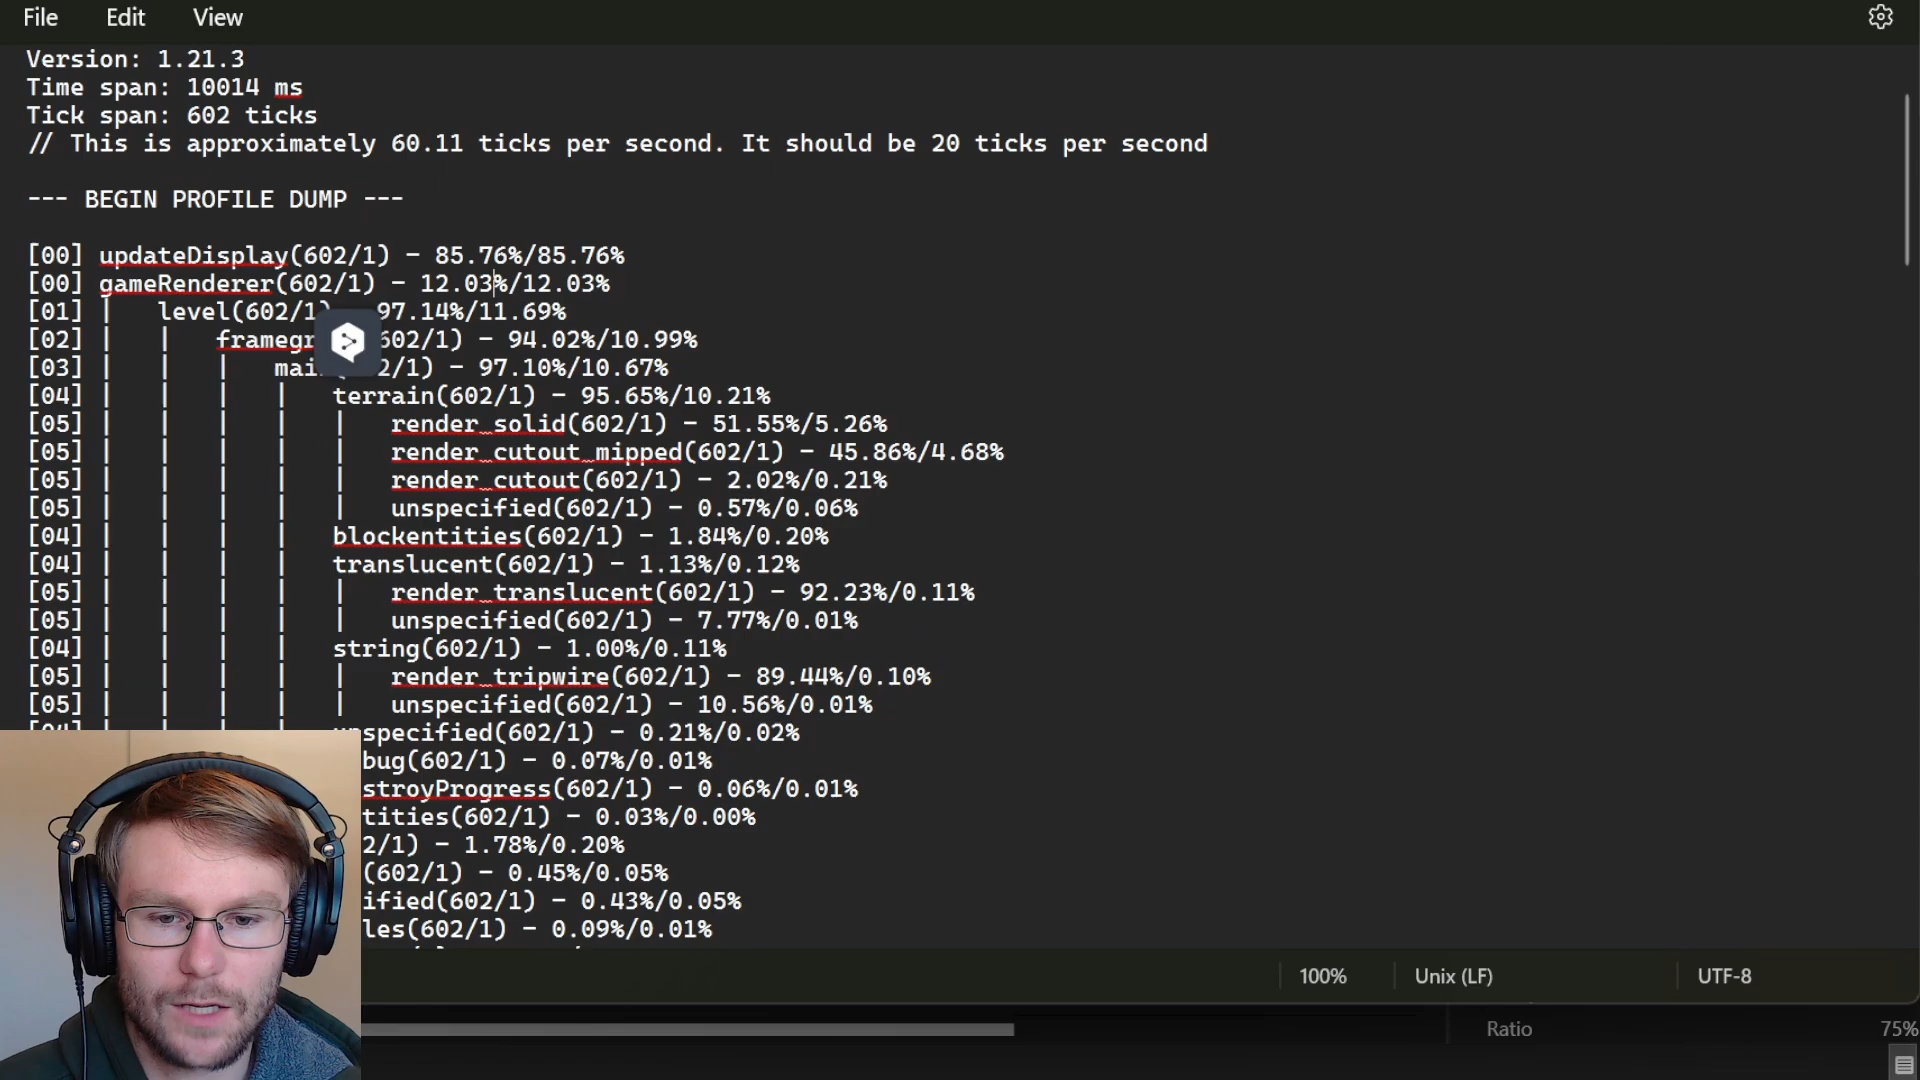 File Edit View
Version: 1.21.3
Time span: 10014 ms
Tick span: 602 ticks
// This is approximately 60.11 ticks per second. It should be 20 ticks per second
--- BEGIN PROFILE DUMP ---
[00] updateDisplay(602/1) - 85.76%/85.76%
[00] gameRenderer(602/1) - 12.03%/12.03%
[01] |   level(602/1) - 97.14%/11.69%
[02] |   |   framegr 602/1) - 94.02%/10.99%
[03] |   |   |   mai 2/1) - 97.10%/10.67%
[04] |   |   |   |   terrain(602/1) - 95.65%/10.21%
[05] |   |   |   |   |   render_solid(602/1) - 51.55%/5.26%
[05] |   |   |   |   |   render_cutout_mipped(602/1) - 45.86%/4.68%
[05] |   |   |   |   |   render_cutout(602/1) - 2.02%/0.21%
[05] |   |   |   |   |   unspecified(602/1) - 0.57%/0.06%
[04] |   |   |   |   blockentities(602/1) - 1.84%/0.20%
[04] |   |   |   |   translucent(602/1) - 1.13%/0.12%
[05] |   |   |   |   |   render_translucent(602/1) - 92.23%/0.11%
[05] |   |   |   |   |   unspecified(602/1) - 7.77%/0.01%
[04] |   |   |   |   string(602/1) - 1.00%/0.11%
[05] |   |   |   |   |   render_tripwire(602/1) - 89.44%/0.10%
[05] |   |   |   |   |   unspecified(602/1) - 10.56%/0.01%
[04] |   |   |   |   unspecified(602/1) - 0.21%/0.02%
bug(602/1) - 0.07%/0.01%
stroyProgress(602/1) - 0.06%/0.01%
tities(602/1) - 0.03%/0.00%
2/1) - 1.78%/0.20%
(602/1) - 0.45%/0.05%
ified(602/1) - 0.43%/0.05%
les(602/1) - 0.09%/0.01%
100% Unix (LF) UTF-8
Ratio 75%